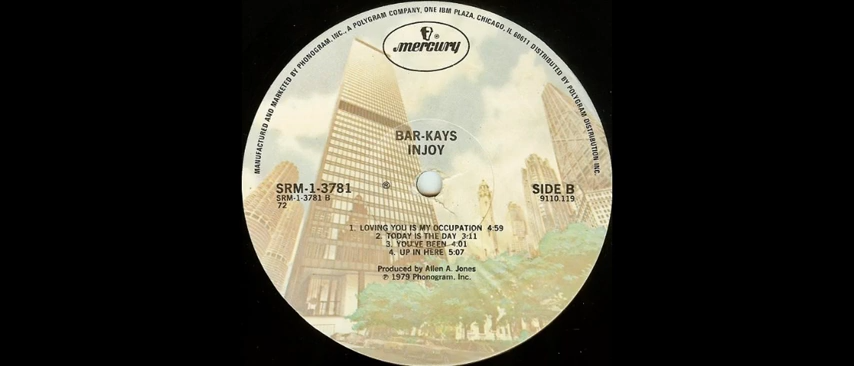 MANUFACTURED AND MARKETED BY PHONOGRAM, INC., A POLYGRAM COMPANY, ONE IBM PLAZA, CHICAGO, IL 60611 DISTRIBUTED BY POLYGRAM DISTRIBUTION INC.
mercury ®
BAR-KAYS
INJOY
SRM-1-3781 ® SIDE B
SRM-1-3781 B 9110.119
72
1. LOVING YOU IS MY OCCUPATION 4:59
2. TODAY IS THE DAY 3:11
3. YOU'VE BEEN 4:01
4. UP IN HERE 5:07
Produced by Allen A. Jones
℗ 1979 Phonogram, Inc.